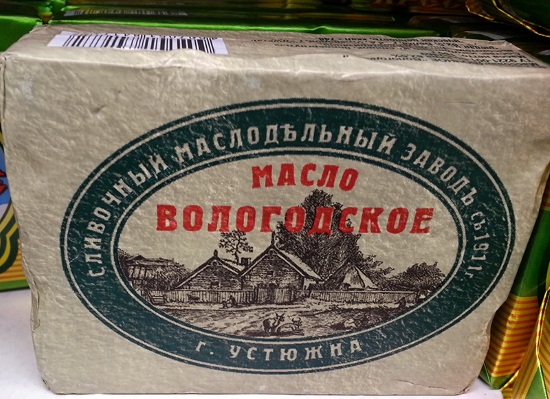 СЛИВОЧНЫЙ МАСЛОДѢЛЬНЫЙ ЗАВОДЪ съ 1911 г.
МАСЛО
ВОЛОГОДСКОЕ
г. УСТЮЖНА